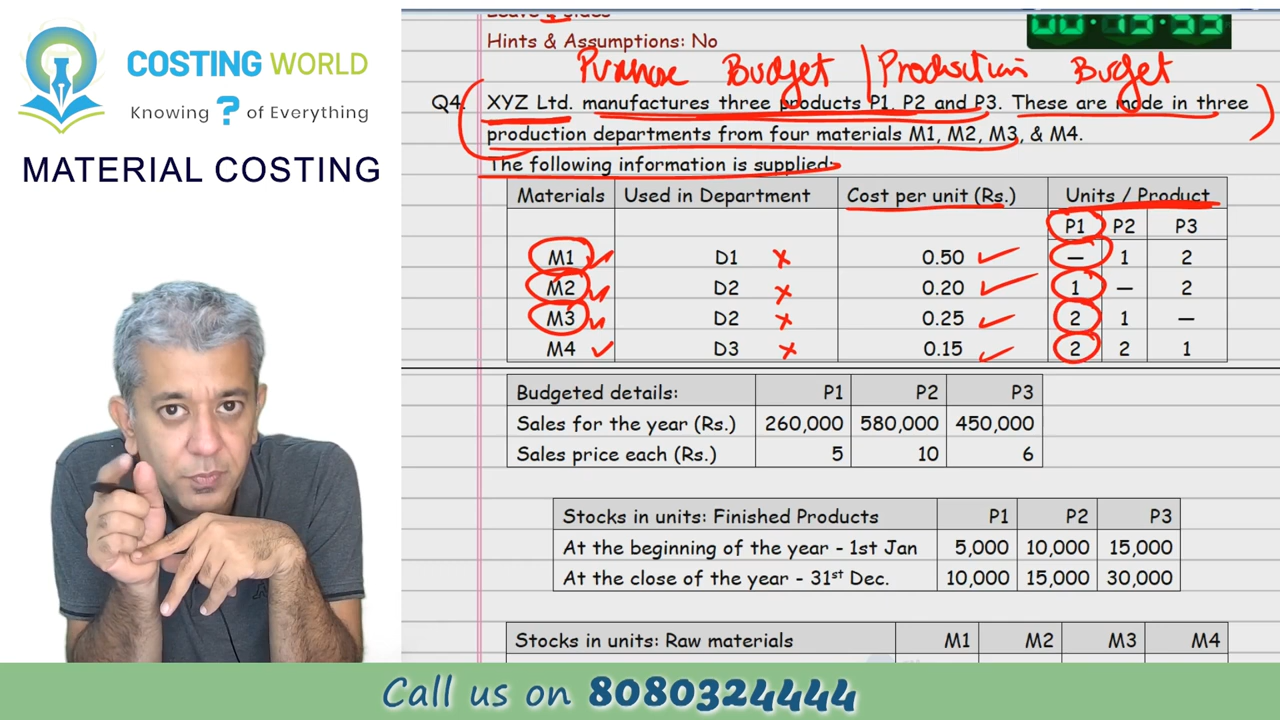 COSTING WORLD
Knowing ? of Everything
MATERIAL COSTING
Hints & Assumptions: No
00:13:53
Purchase Budget | Production Budget
Q4. XYZ Ltd. manufactures three products P1, P2 and P3. These are made in three
production departments from four materials M1, M2, M3, & M4.
The following information is supplied:
Materials Used in Department Cost per unit (Rs.) Units / Product
P1 P2 P3
M1 D1 0.50 — 1 2
M2 D2 0.20 1 — 2
M3 D2 0.25 2 1 —
M4 D3 0.15 2 2 1
Budgeted details: P1 P2 P3
Sales for the year (Rs.) 260,000 580,000 450,000
Sales price each (Rs.) 5 10 6
Stocks in units: Finished Products P1 P2 P3
At the beginning of the year - 1st Jan 5,000 10,000 15,000
At the close of the year - 31st Dec. 10,000 15,000 30,000
Stocks in units: Raw materials M1 M2 M3 M4
Call us on 8080324444